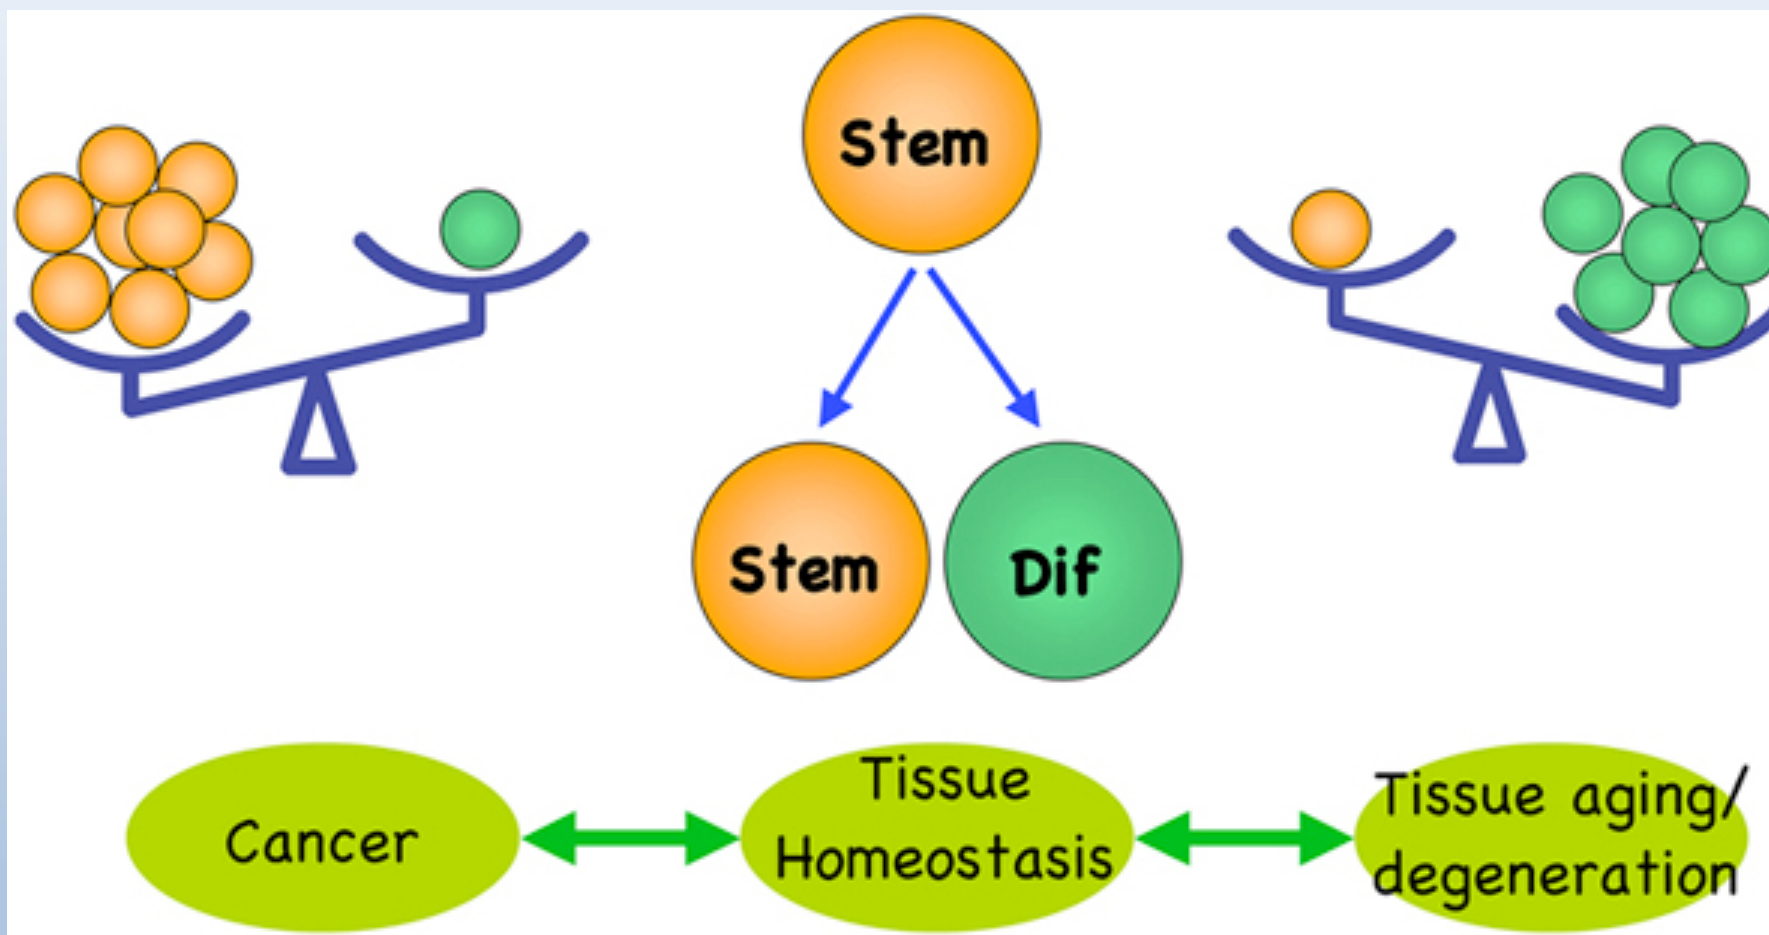 Stem
Stem
Dif
Cancer
Tissue
Homeostasis
Tissue aging/
degeneration